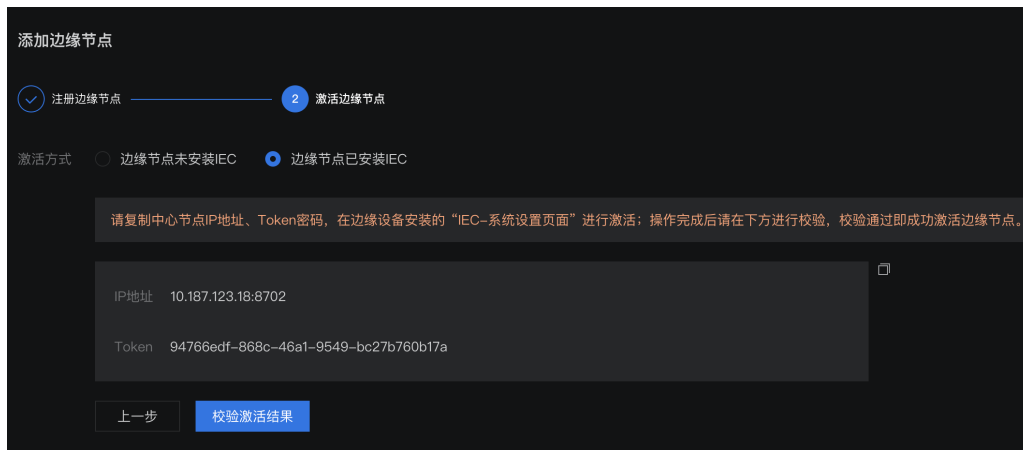 添加边缘节点
注册边缘节点 2 激活边缘节点
激活方式 边缘节点未安装IEC 边缘节点已安装IEC
请复制中心节点IP地址、Token密码，在边缘设备安装的“IEC-系统设置页面”进行激活；操作完成后请在下方进行校验，校验通过即成功激活边缘节点。
IP地址 10.187.123.18:8702
Token 94766edf-868c-46a1-9549-bc27b760b17a
上一步 校验激活结果